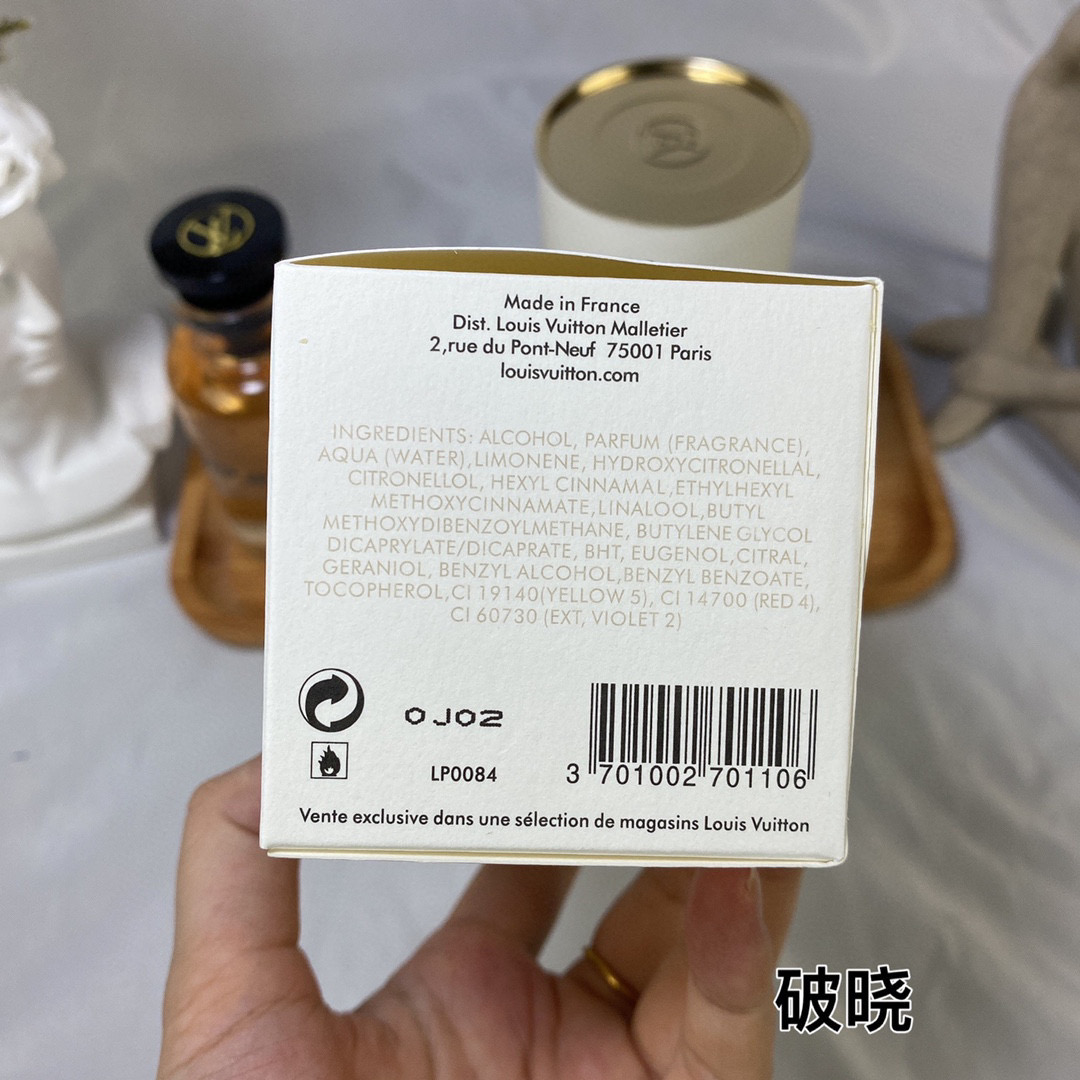 Made in France
Dist. Louis Vuitton Malletier
2,rue du Pont-Neuf 75001 Paris
louisvuitton.com
INGREDIENTS: ALCOHOL, PARFUM (FRAGRANCE),
AQUA (WATER),LIMONENE, HYDROXYCITRONELLAL,
CITRONELLOL, HEXYL CINNAMAL,ETHYLHEXYL
METHOXYCINNAMATE,LINALOOL,BUTYL
METHOXYDIBENZOYLMETHANE, BUTYLENE GLYCOL
DICAPRYLATE/DICAPRATE, BHT, EUGENOL,CITRAL,
GERANIOL, BENZYL ALCOHOL,BENZYL BENZOATE,
TOCOPHEROL,CI 19140(YELLOW 5), CI 14700 (RED 4),
CI 60730 (EXT, VIOLET 2)
0J02
LP0084
3 701002 701106
Vente exclusive dans une sélection de magasins Louis Vuitton
破晓